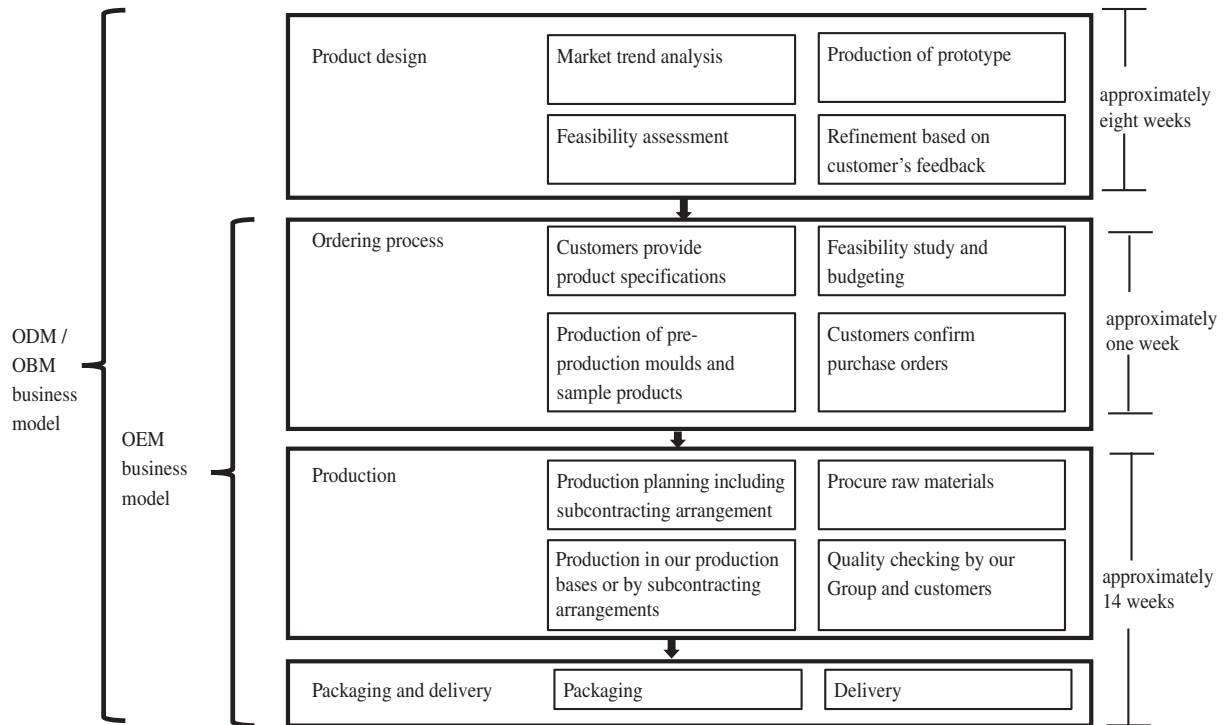 Product design
Market trend analysis
Production of prototype
Feasibility assessment
Refinement based on
customer's feedback
approximately
eight weeks
Ordering process
Customers provide
product specifications
Feasibility study and
budgeting
Production of pre-
production moulds and
sample products
Customers confirm
purchase orders
approximately
one week
ODM /
OBM
business
model
OEM
business
model
Production
Production planning including
subcontracting arrangement
Procure raw materials
Production in our production
bases or by subcontracting
arrangements
Quality checking by our
Group and customers
approximately
14 weeks
Packaging and delivery
Packaging
Delivery